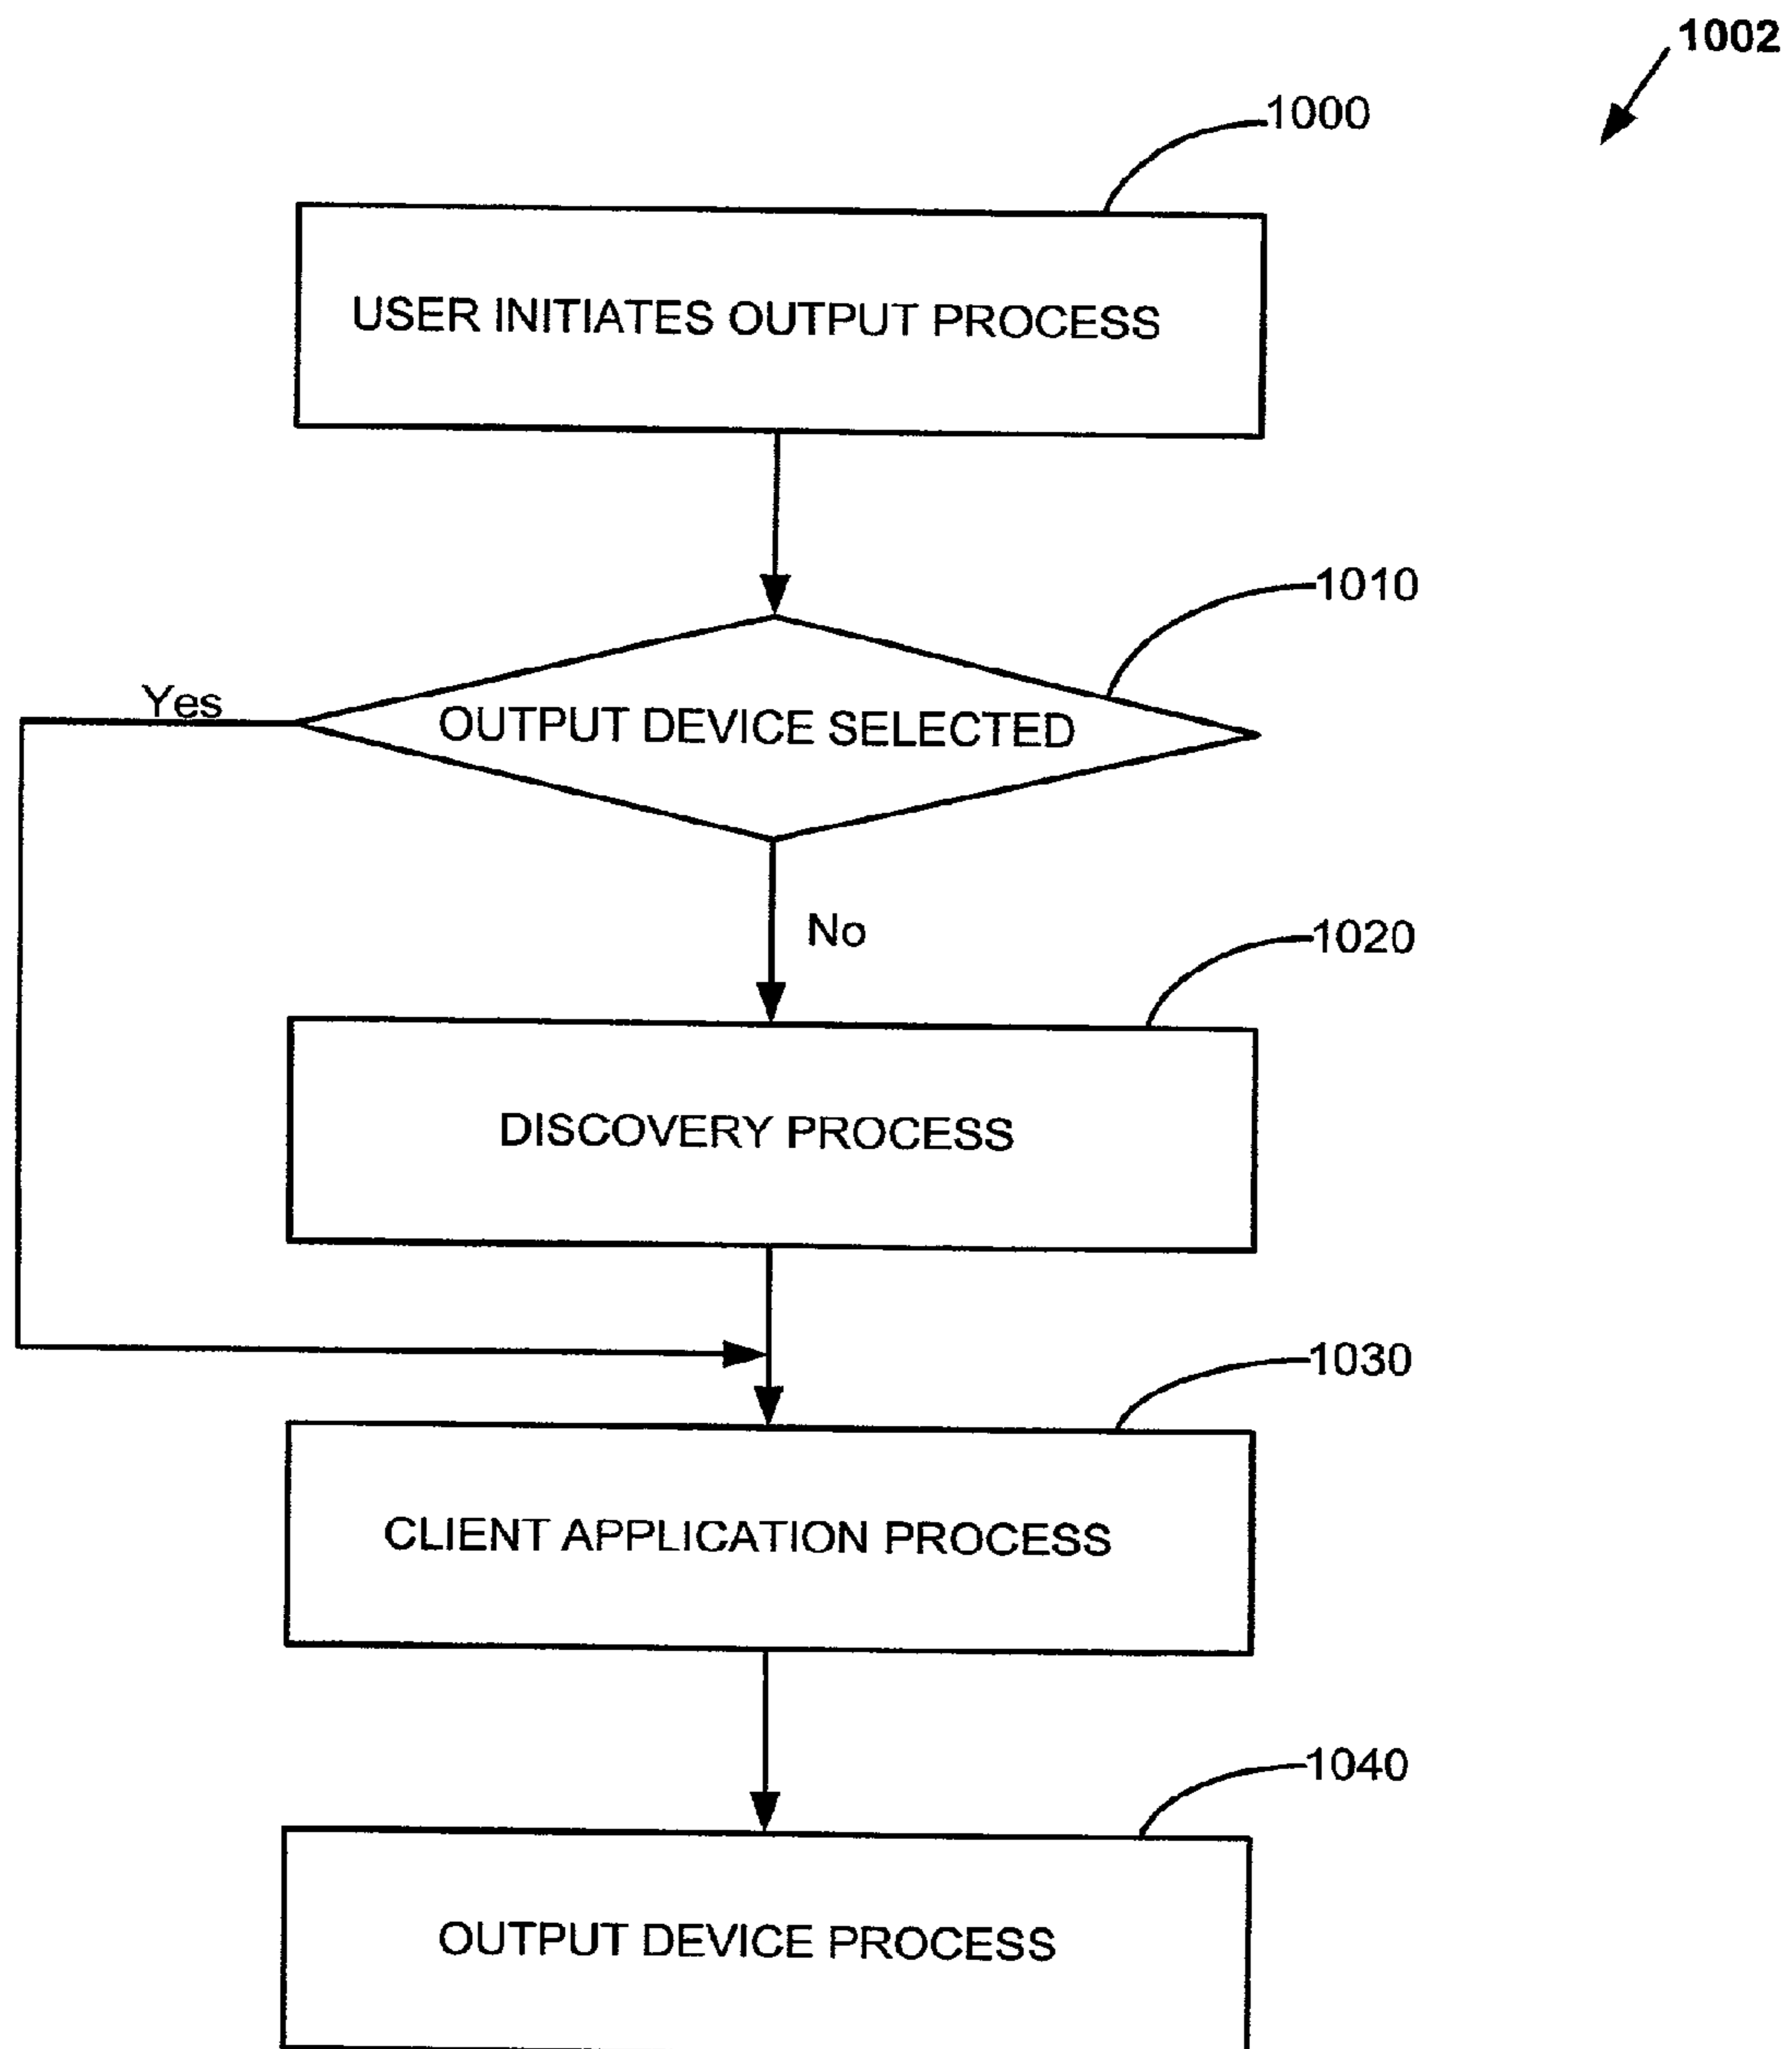 1002
1000
USER INITIATES OUTPUT PROCESS
1010
Yes
OUTPUT DEVICE SELECTED
No
1020
DISCOVERY PROCESS
1030
CLIENT APPLICATION PROCESS
1040
OUTPUT DEVICE PROCESS